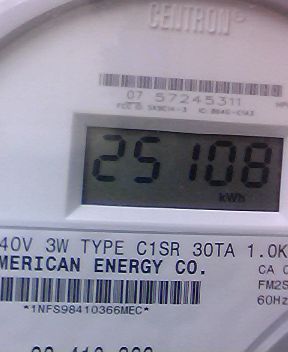 CENTRON®
07 57245311
25108
kWh
40V 3W TYPE C1SR 30TA 1.0K
MERICAN ENERGY CO.
CA 
FM2S
60Hz
*1NFS98410366MEC*